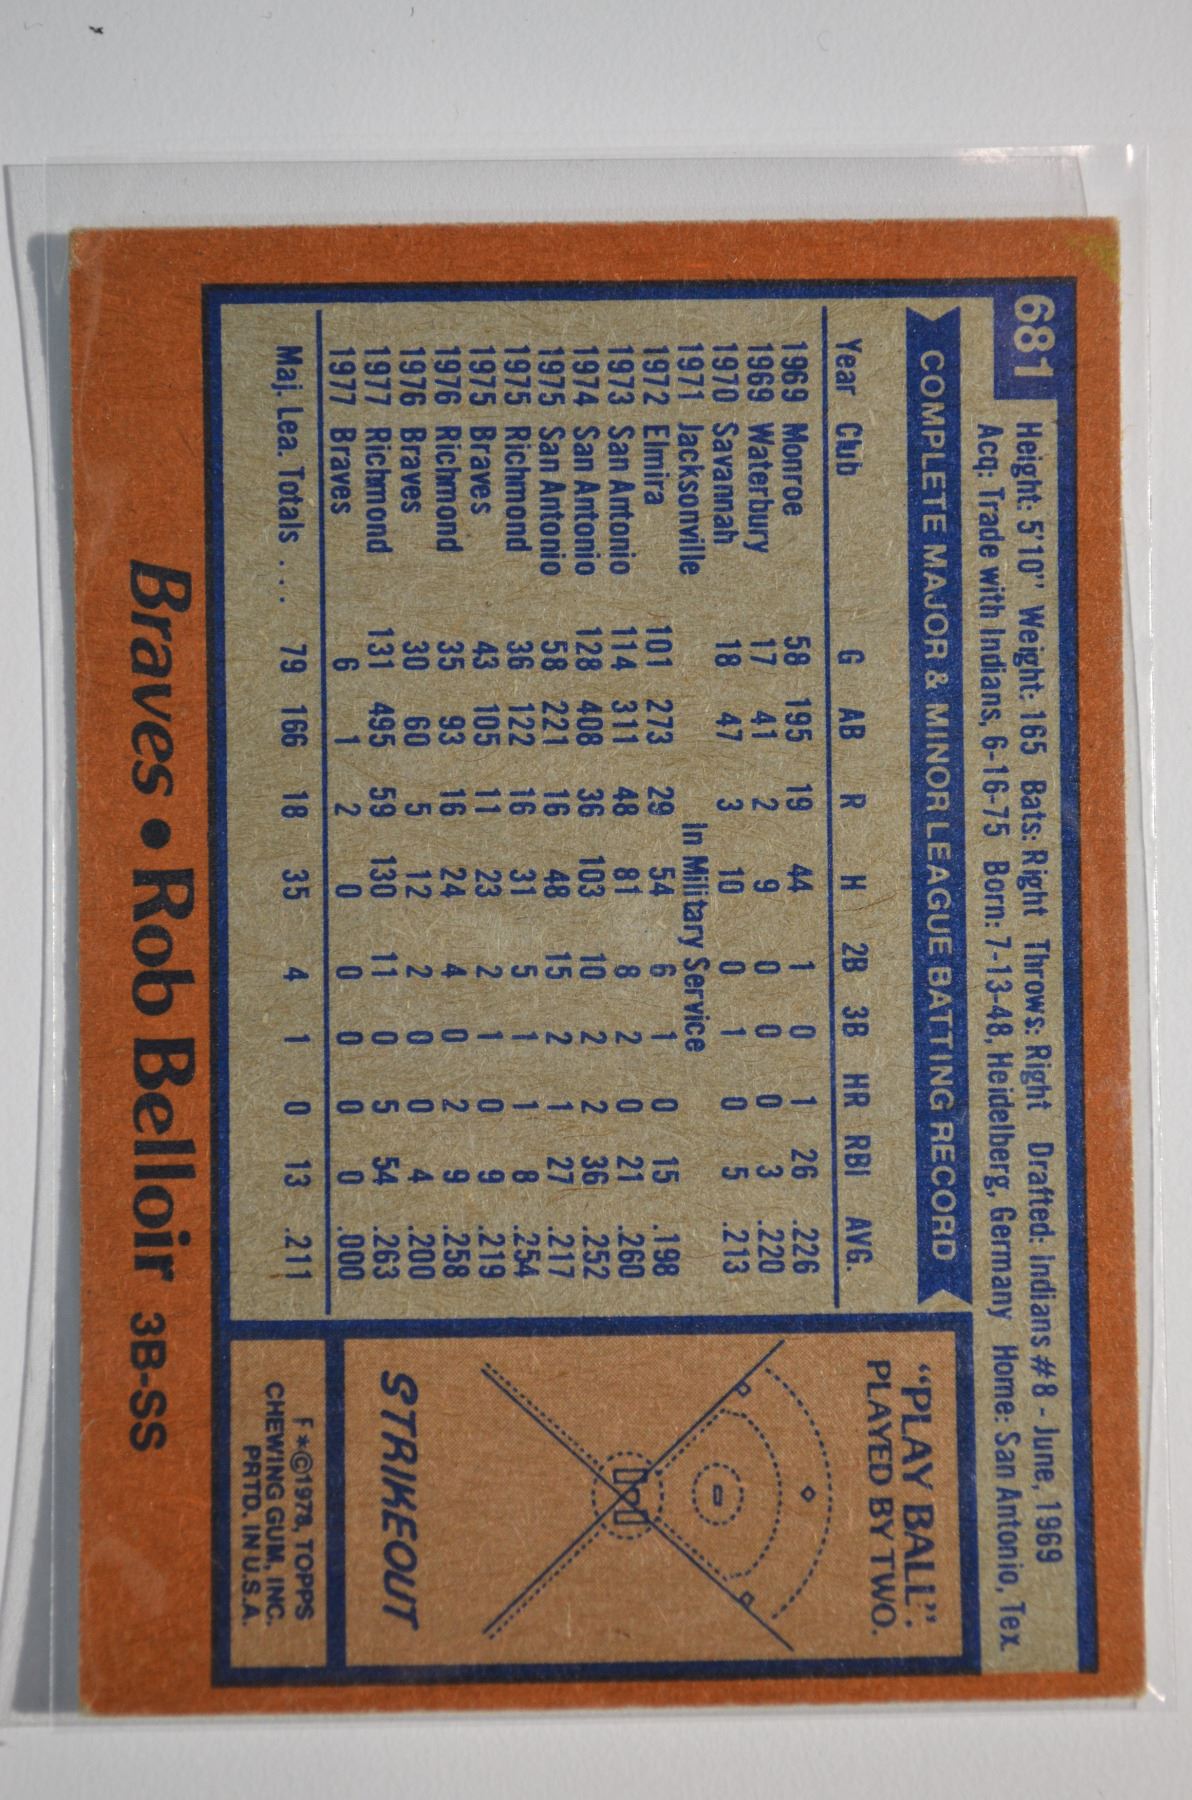 681
Height: 5'10" Weight: 165 Bats: Right Throws: Right Drafted: Indians #8 - June, 1969
Acq: Trade with Indians, 6-16-75 Born: 7-13-48, Heidelberg, Germany Home: San Antonio, Tex.
COMPLETE MAJOR & MINOR LEAGUE BATTING RECORD
Year Club G AB R H 2B 3B HR RBI AVG.
1969 Monroe 58 195 19 44 1 0 1 26 .226
1969 Waterbury 17 41 2 9 0 0 0 3 .220
1970 Savannah 18 47 3 10 0 1 0 5 .213
1971 Jacksonville In Military Service
1972 Elmira 101 273 29 54 6 1 0 15 .198
1973 San Antonio 114 311 48 81 8 2 0 21 .260
1974 San Antonio 128 408 36 103 10 2 2 36 .252
1975 San Antonio 58 221 16 48 15 2 1 27 .217
1975 Richmond 36 122 16 31 5 1 1 8 .254
1975 Braves 43 105 11 23 2 1 0 9 .219
1976 Richmond 35 93 16 24 4 0 2 9 .258
1976 Braves 30 60 5 12 2 0 0 4 .200
1977 Richmond 131 495 59 130 11 0 5 54 .263
1977 Braves 6 1 2 0 0 0 0 0 .000
Maj. Lea. Totals .... 79 166 18 35 4 1 0 13 .211
"PLAY BALL":
PLAYED BY TWO.
STRIKEOUT
F *©1978, TOPPS
CHEWING GUM, INC.
PRTD. IN U.S.A.
Braves • Rob Belloir 3B-SS